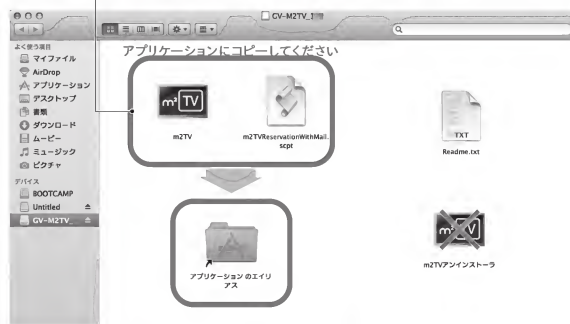 GV-M2TV_
アプリケーションにコピーしてください
よく使う項目
マイファイル
AirDrop
アプリケーション
デスクトップ
書類
ダウンロード
ムービー
ミュージック
ピクチャ
デバイス
BOOTCAMP
Untitled
GV-M2TV_
m² TV
m2TV
m2TVReservationWithMail.
scpt
TXT
Readme.txt
アプリケーション のエイリ
アス
m² TV
m2TVアンインストーラ